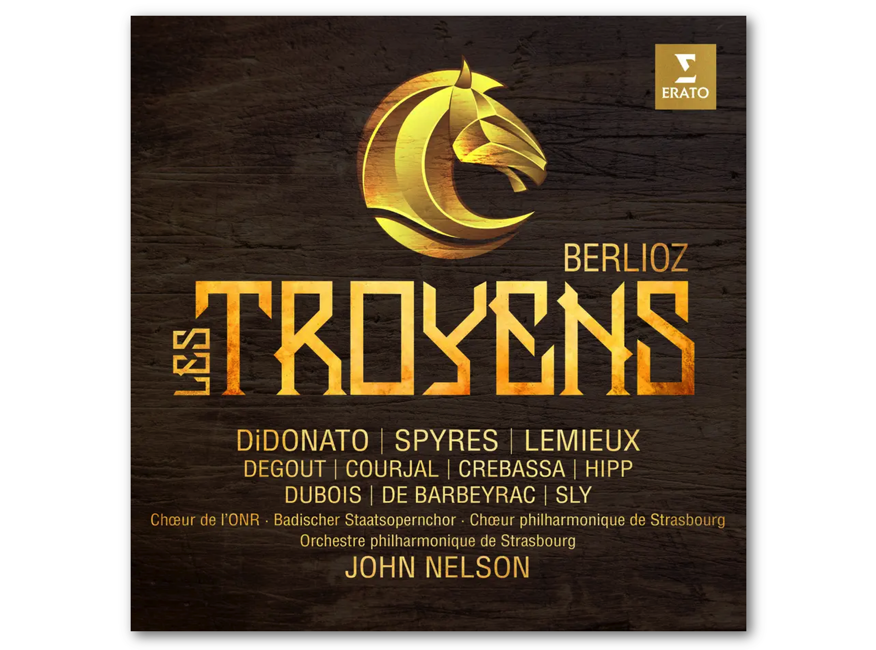 ERATO
BERLIOZ
LES TROYENS
DiDONATO | SPYRES | LEMIEUX
DEGOUT | COURJAL | CREBASSA | HIPP
DUBOIS | DE BARBEYRAC | SLY
Chœur de l'ONR · Badischer Staatsopernchor · Chœur philharmonique de Strasbourg
Orchestre philharmonique de Strasbourg
JOHN NELSON